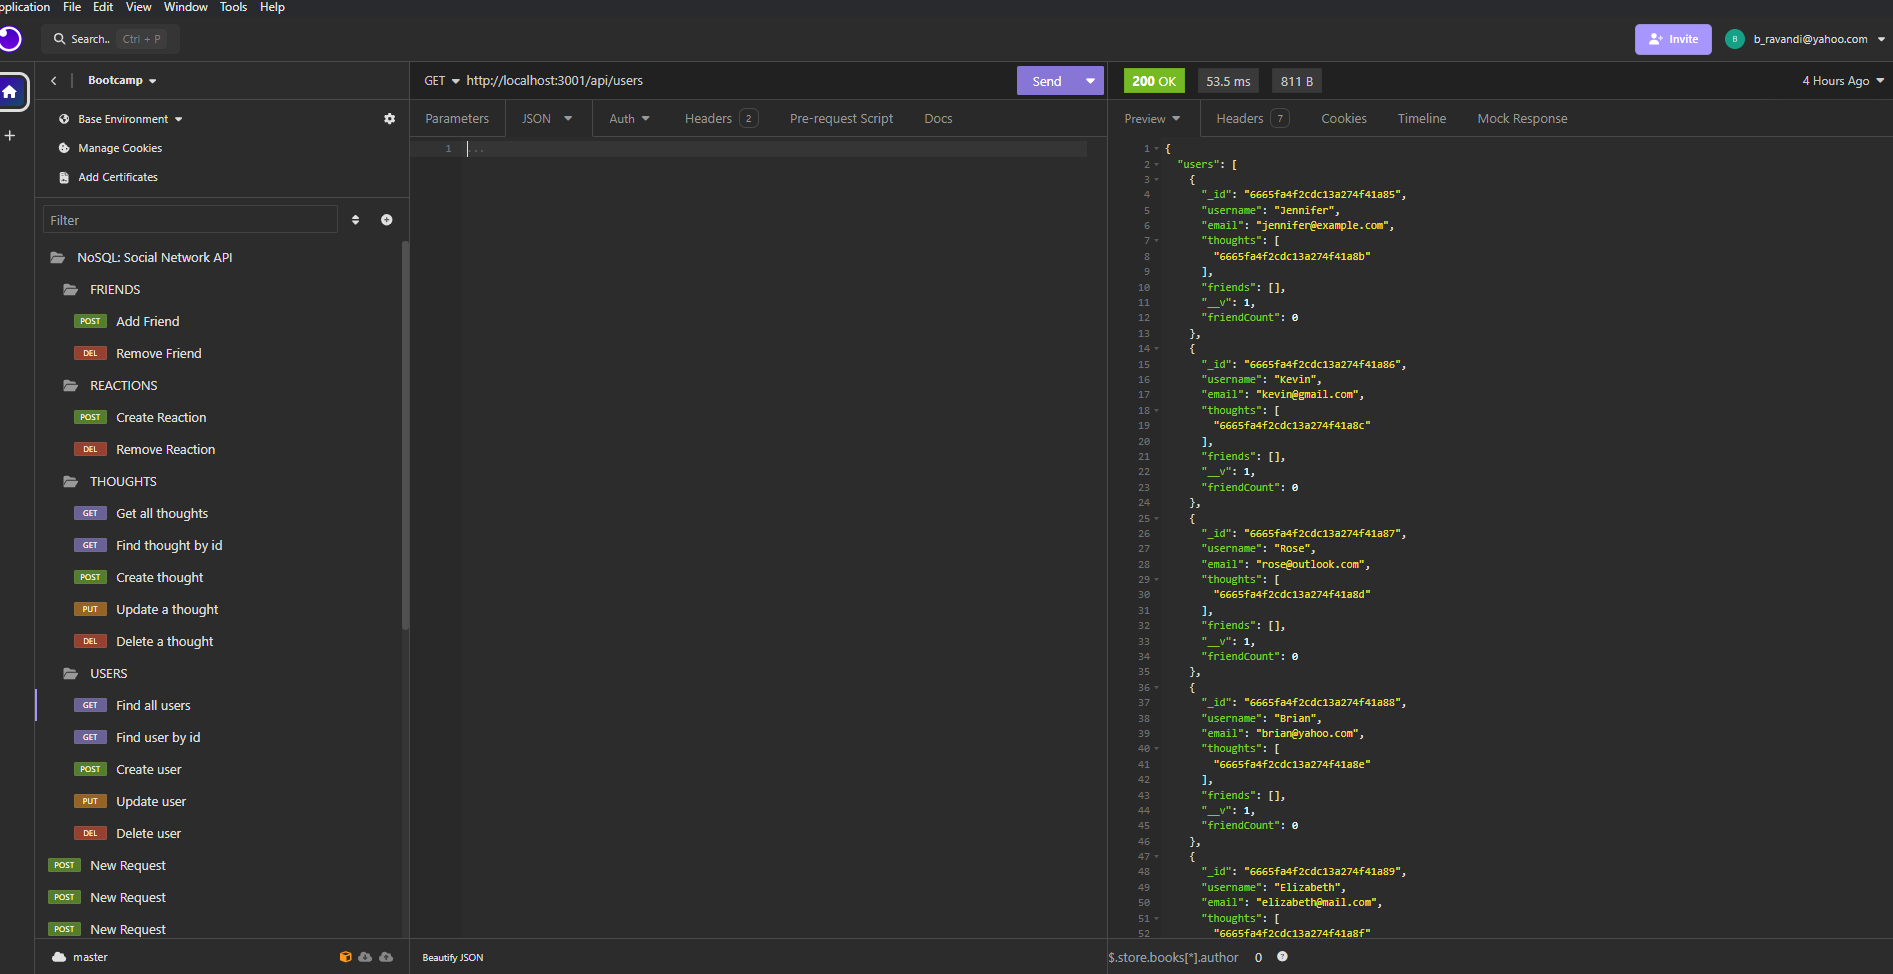 pplication File Edit View Window Tools Help
Search.. Ctrl + P
Invite
B
b_ravandi@yahoo.com
Bootcamp
Base Environment
Manage Cookies
Add Certificates
Filter
NoSQL: Social Network API
FRIENDS
POST Add Friend
DEL Remove Friend
REACTIONS
POST Create Reaction
DEL Remove Reaction
THOUGHTS
GET Get all thoughts
GET Find thought by id
POST Create thought
PUT Update a thought
DEL Delete a thought
USERS
GET Find all users
GET Find user by id
POST Create user
PUT Update user
DEL Delete user
POST New Request
POST New Request
POST New Request
master
GET http://localhost:3001/api/users
Send
Parameters JSON Auth Headers 2 Pre-request Script Docs
1 ...
Beautify JSON
200 OK 53.5 ms 811 B
4 Hours Ago
Preview Headers 7 Cookies Timeline Mock Response
1 {
2 "users": [
3 {
4 "_id": "6665fa4f2cdc13a274f41a85",
5 "username": "Jennifer",
6 "email": "jennifer@example.com",
7 "thoughts": [
8 "6665fa4f2cdc13a274f41a8b"
9 ],
10 "friends": [],
11 "__v": 1,
12 "friendCount": 0
13 },
14 {
15 "_id": "6665fa4f2cdc13a274f41a86",
16 "username": "Kevin",
17 "email": "kevin@gmail.com",
18 "thoughts": [
19 "6665fa4f2cdc13a274f41a8c"
20 ],
21 "friends": [],
22 "__v": 1,
23 "friendCount": 0
24 },
25 {
26 "_id": "6665fa4f2cdc13a274f41a87",
27 "username": "Rose",
28 "email": "rose@outlook.com",
29 "thoughts": [
30 "6665fa4f2cdc13a274f41a8d"
31 ],
32 "friends": [],
33 "__v": 1,
34 "friendCount": 0
35 },
36 {
37 "_id": "6665fa4f2cdc13a274f41a88",
38 "username": "Brian",
39 "email": "brian@yahoo.com",
40 "thoughts": [
41 "6665fa4f2cdc13a274f41a8e"
42 ],
43 "friends": [],
44 "__v": 1,
45 "friendCount": 0
46 },
47 {
48 "_id": "6665fa4f2cdc13a274f41a89",
49 "username": "Elizabeth",
50 "email": "elizabeth@mail.com",
51 "thoughts": [
52 "6665fa4f2cdc13a274f41a8f"
$.store.books[*].author 0 ?